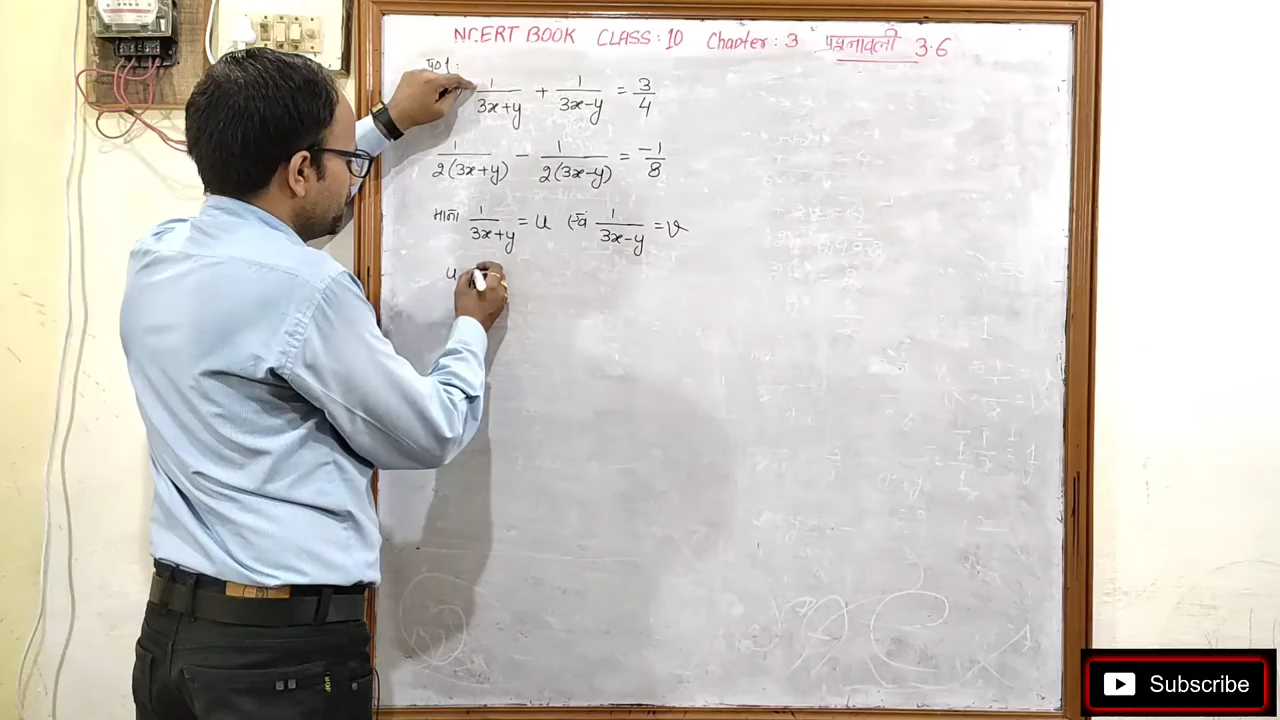 NCERT BOOK CLASS : 10 Chapter : 3 प्रश्नावली 3.6
प्र01:
1/(3x+y) + 1/(3x-y) = 3/4
1/2(3x+y) - 1/2(3x-y) = -1/8
माना 1/(3x+y) = u एवं 1/(3x-y) = v
u
Subscribe